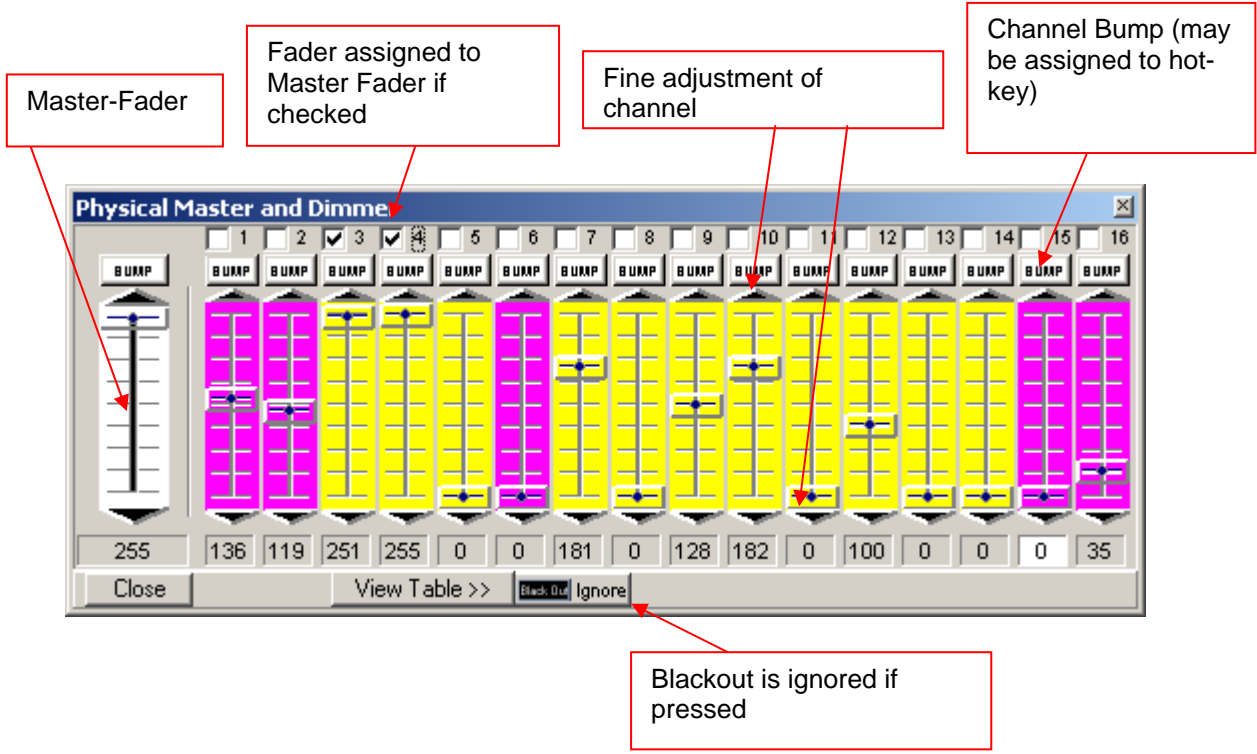 Channel Bump (may
be assigned to hot-
key)
Fader assigned to
Master Fader if
checked
Fine adjustment of
channel
Master-Fader
Physical Master and Dimmer
1 2 3 4 5 6 7 8 9 10 11 12 13 14 15 16
BUMP BUMP BUMP BUMP BUMP BUMP BUMP BUMP BUMP BUMP BUMP BUMP BUMP BUMP BUMP BUMP BUMP
255 136 119 251 255 0 0 181 0 128 182 0 100 0 0 0 35
Close View Table >> Black Out Ignore
Blackout is ignored if
pressed